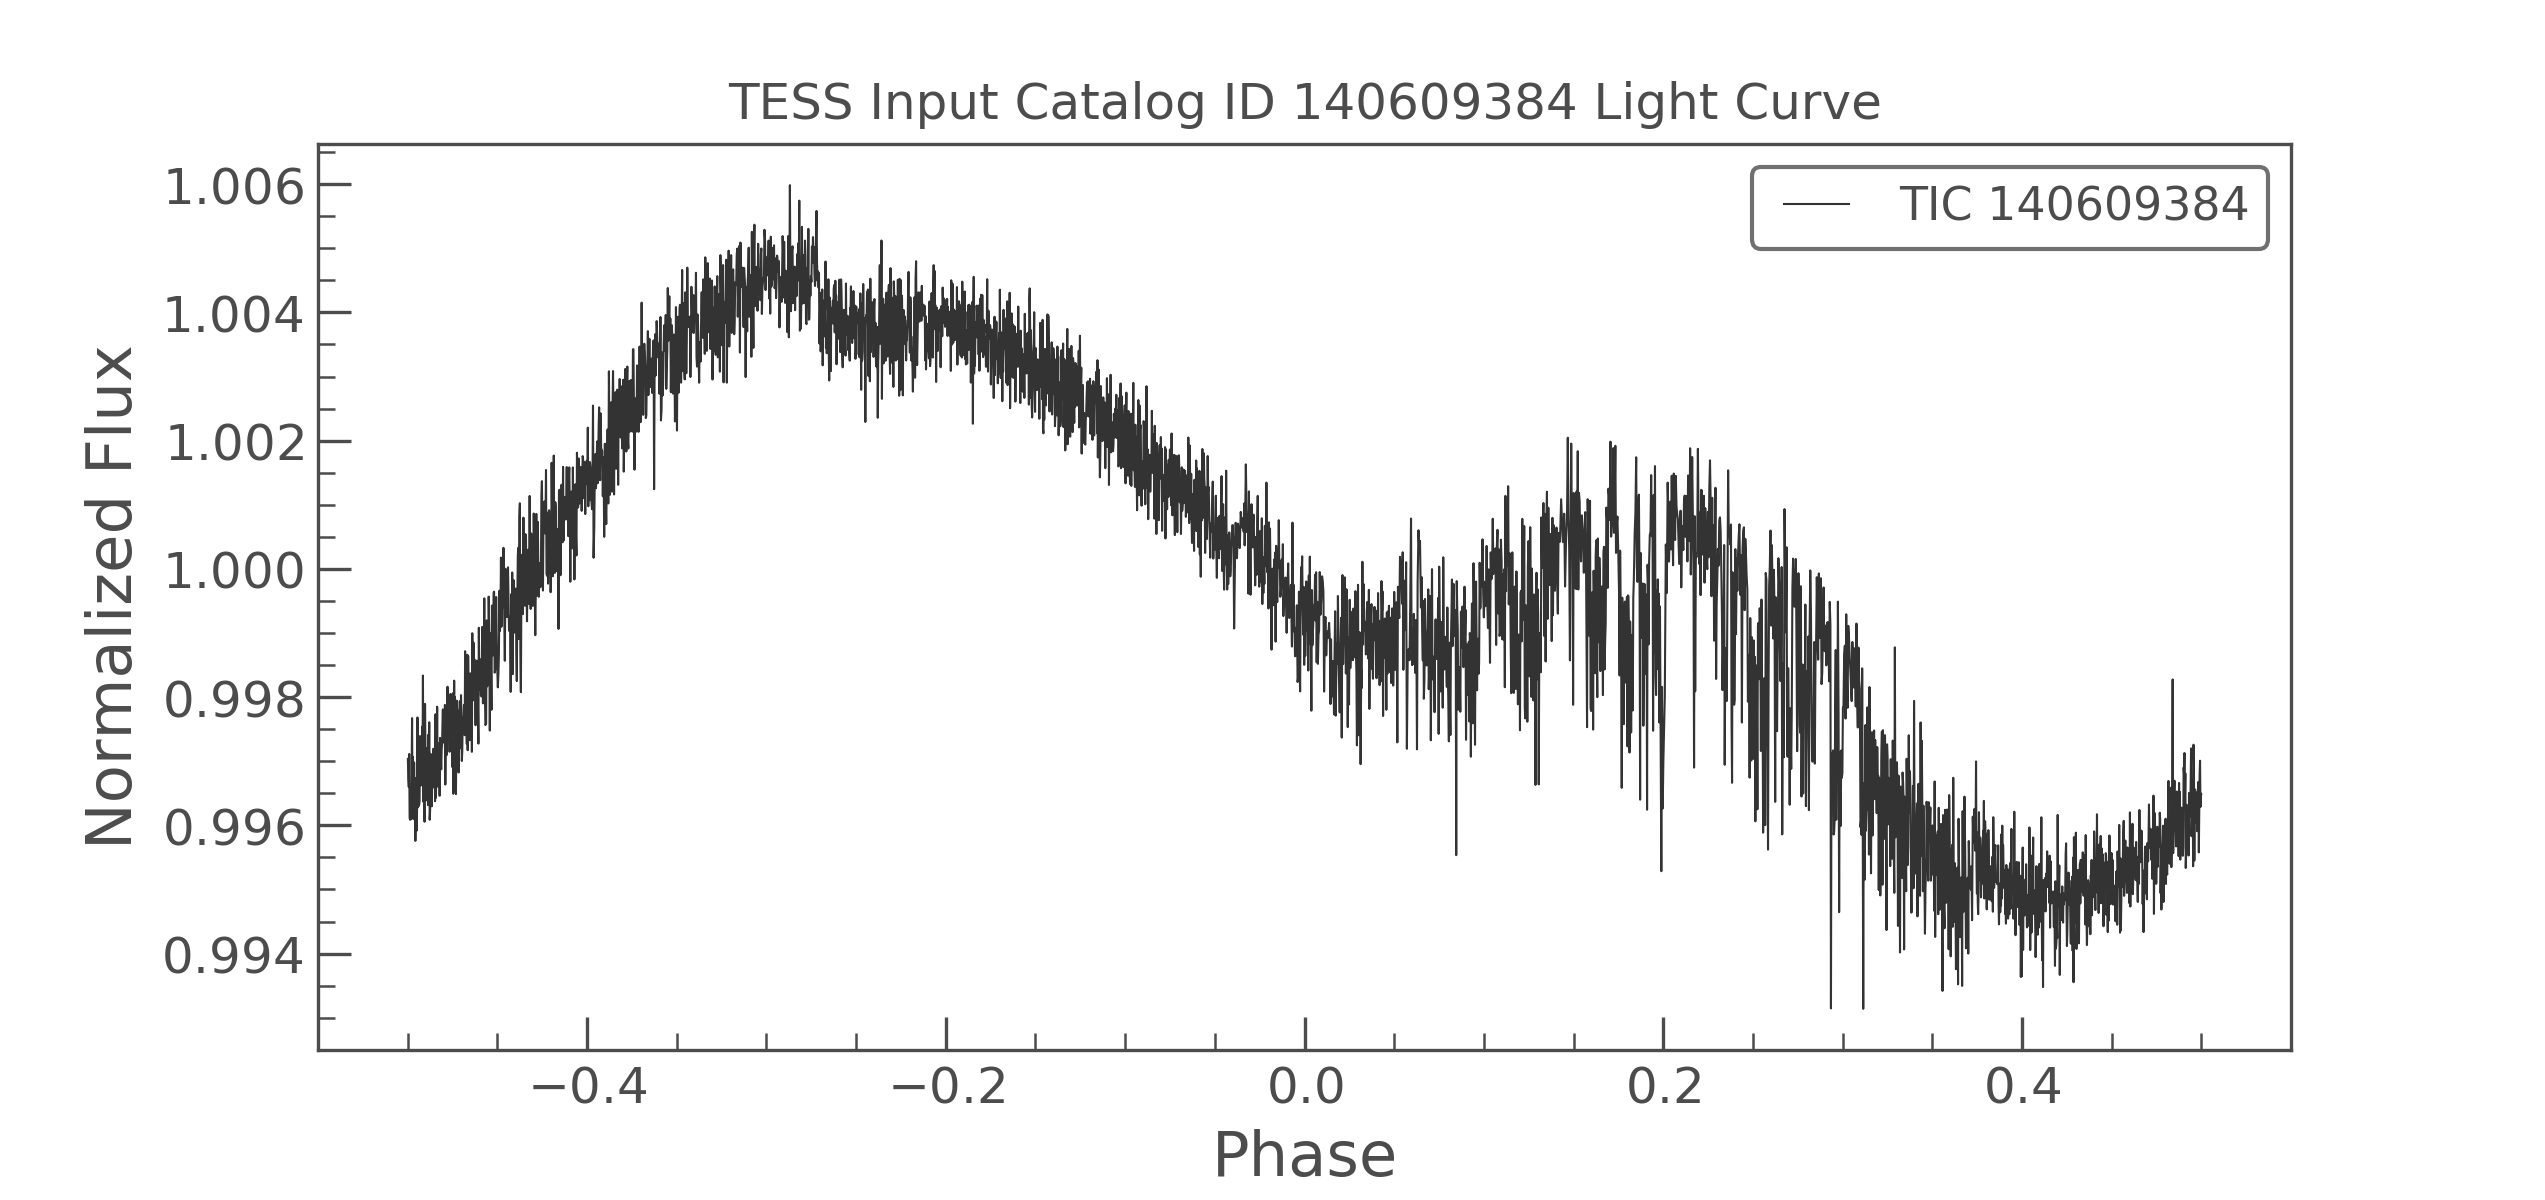 TESS Input Catalog ID 140609384 Light Curve
TIC 140609384
Normalized Flux
1.006
1.004
1.002
1.000
0.998
0.996
0.994
−0.4 −0.2 0.0 0.2 0.4
Phase